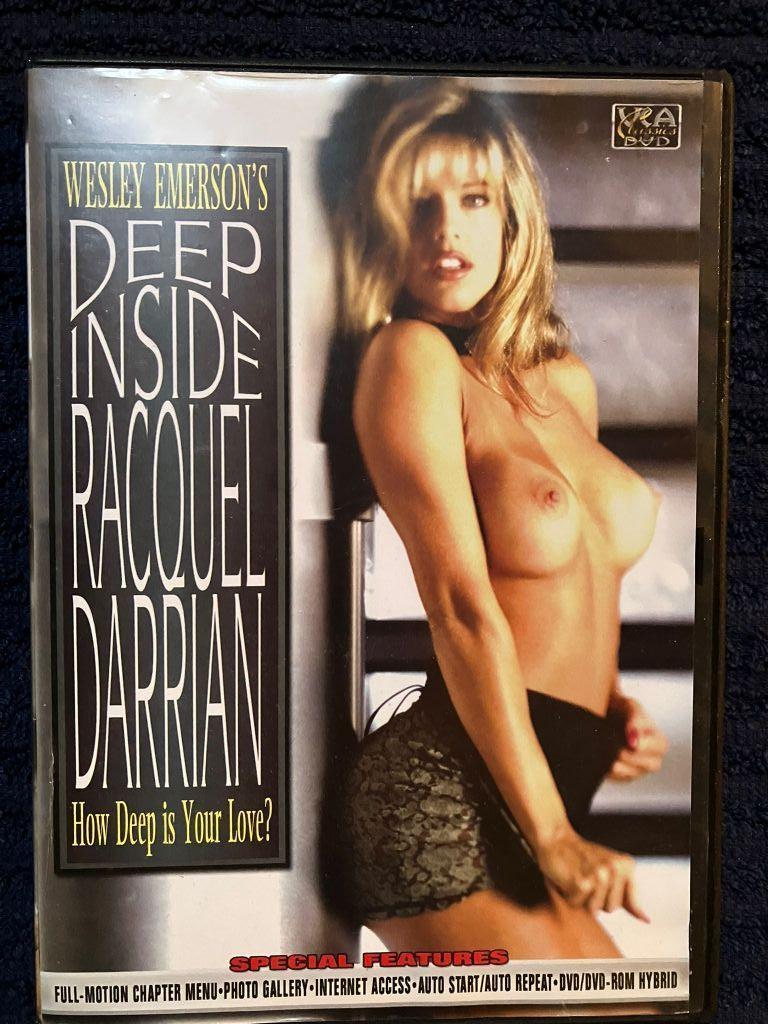 VCA
Classics
DVD
WESLEY EMERSON'S
DEEP
INSIDE
RACQUEL
DARRIAN
How Deep is Your Love?
SPECIAL FEATURES
FULL-MOTION CHAPTER MENU•PHOTO GALLERY•INTERNET ACCESS•AUTO START/AUTO REPEAT•DVD/DVD-ROM HYBRID